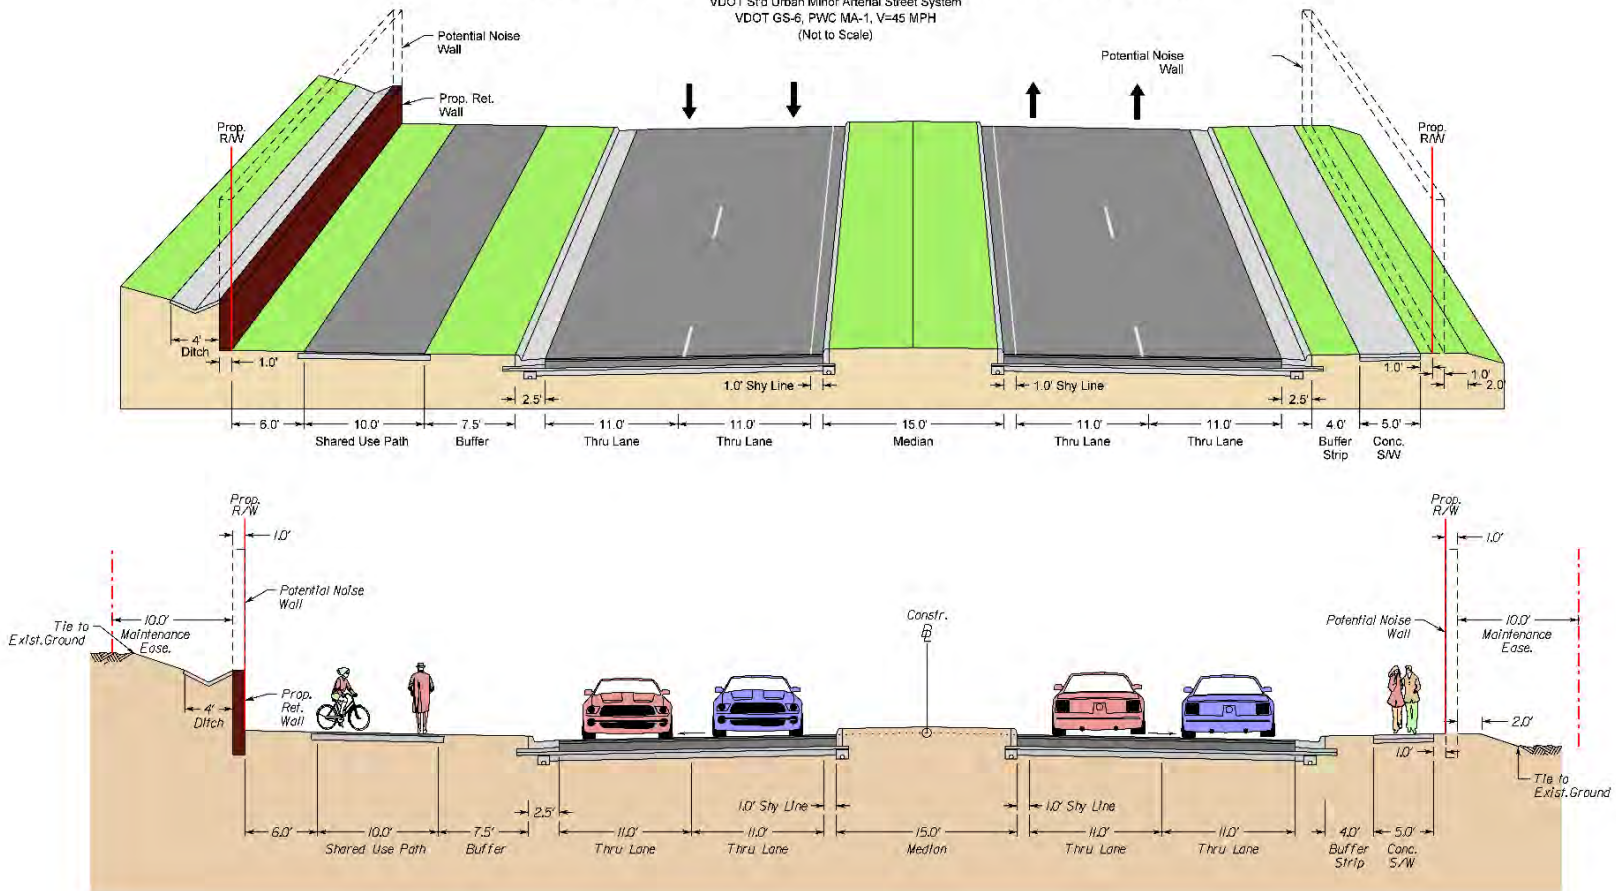 VDOT St'd Urban Minor Arterial Street System
VDOT GS-6, PWC MA-1, V=45 MPH
(Not to Scale)
Potential Noise
Wall
Prop. Ret.
Wall
Prop.
R/W
Potential Noise
Wall
Prop.
R/W
4'
Ditch
1.0'
2.5'
1.0' Shy Line
1.0' Shy Line
2.5'
1.0'
1.0'
2.0'
6.0'
10.0'
7.5'
11.0'
11.0'
15.0'
11.0'
11.0'
4.0'
5.0'
Shared Use Path
Buffer
Thru Lane
Thru Lane
Median
Thru Lane
Thru Lane
Buffer
Strip
Conc.
S/W
Prop.
R/W
1.0'
Potential Noise
Wall
10.0'
Maintenance
Ease.
Tie to
Exist.Ground
4'
Ditch
Prop.
Ret.
Wall
Constr.
BL
Prop.
R/W
1.0'
Potential Noise
Wall
10.0'
Maintenance
Ease.
2.0'
1.0'
Tie to
Exist.Ground
2.5'
1.0' Shy Line
1.0' Shy Line
6.0'
10.0'
7.5'
11.0'
11.0'
15.0'
11.0'
11.0'
4.0'
5.0'
Shared Use Path
Buffer
Thru Lane
Thru Lane
Median
Thru Lane
Thru Lane
Buffer
Strip
Conc.
S/W